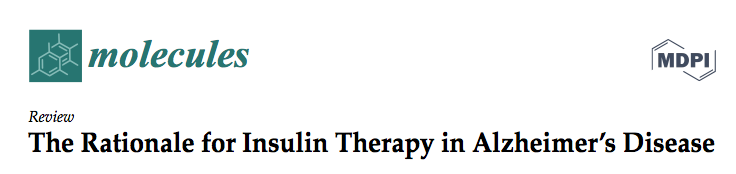 molecules
MDPI
Review
The Rationale for Insulin Therapy in Alzheimer’s Disease